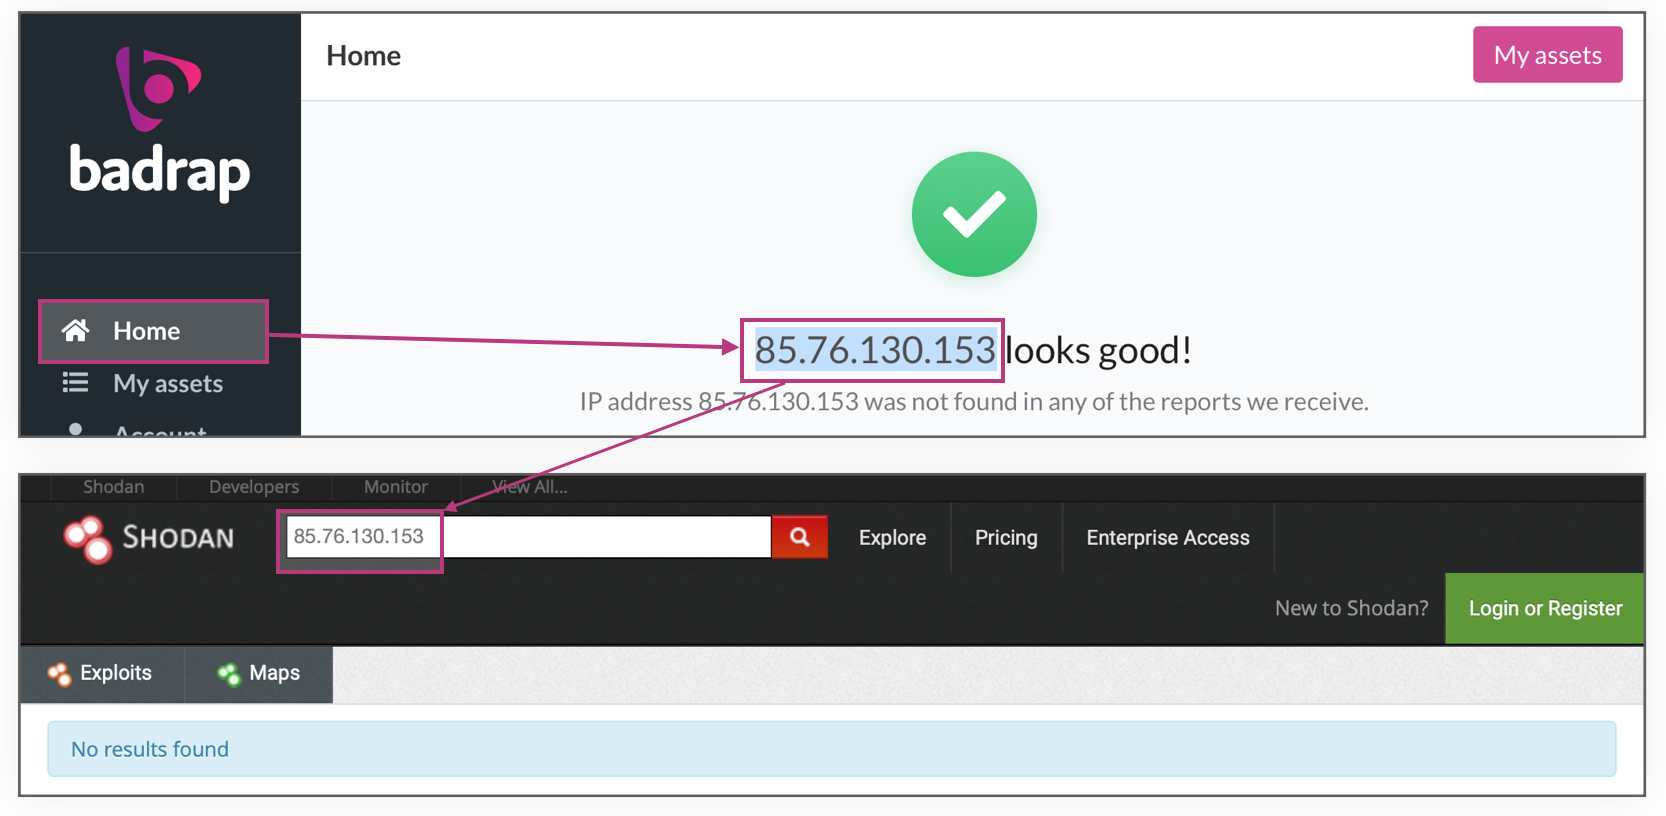 Home
My assets
badrap
Home
85.76.130.153 looks good!
My assets
IP address 85.76.130.153 was not found in any of the reports we receive.
Account
Shodan Developers Monitor View All...
SHODAN 85.76.130.153 Explore Pricing Enterprise Access
New to Shodan? Login or Register
Exploits Maps
No results found